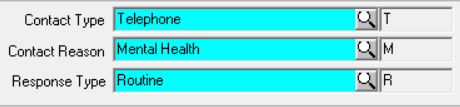 Contact Type Telephone T
Contact Reason Mental Health M
Response Type Routine R